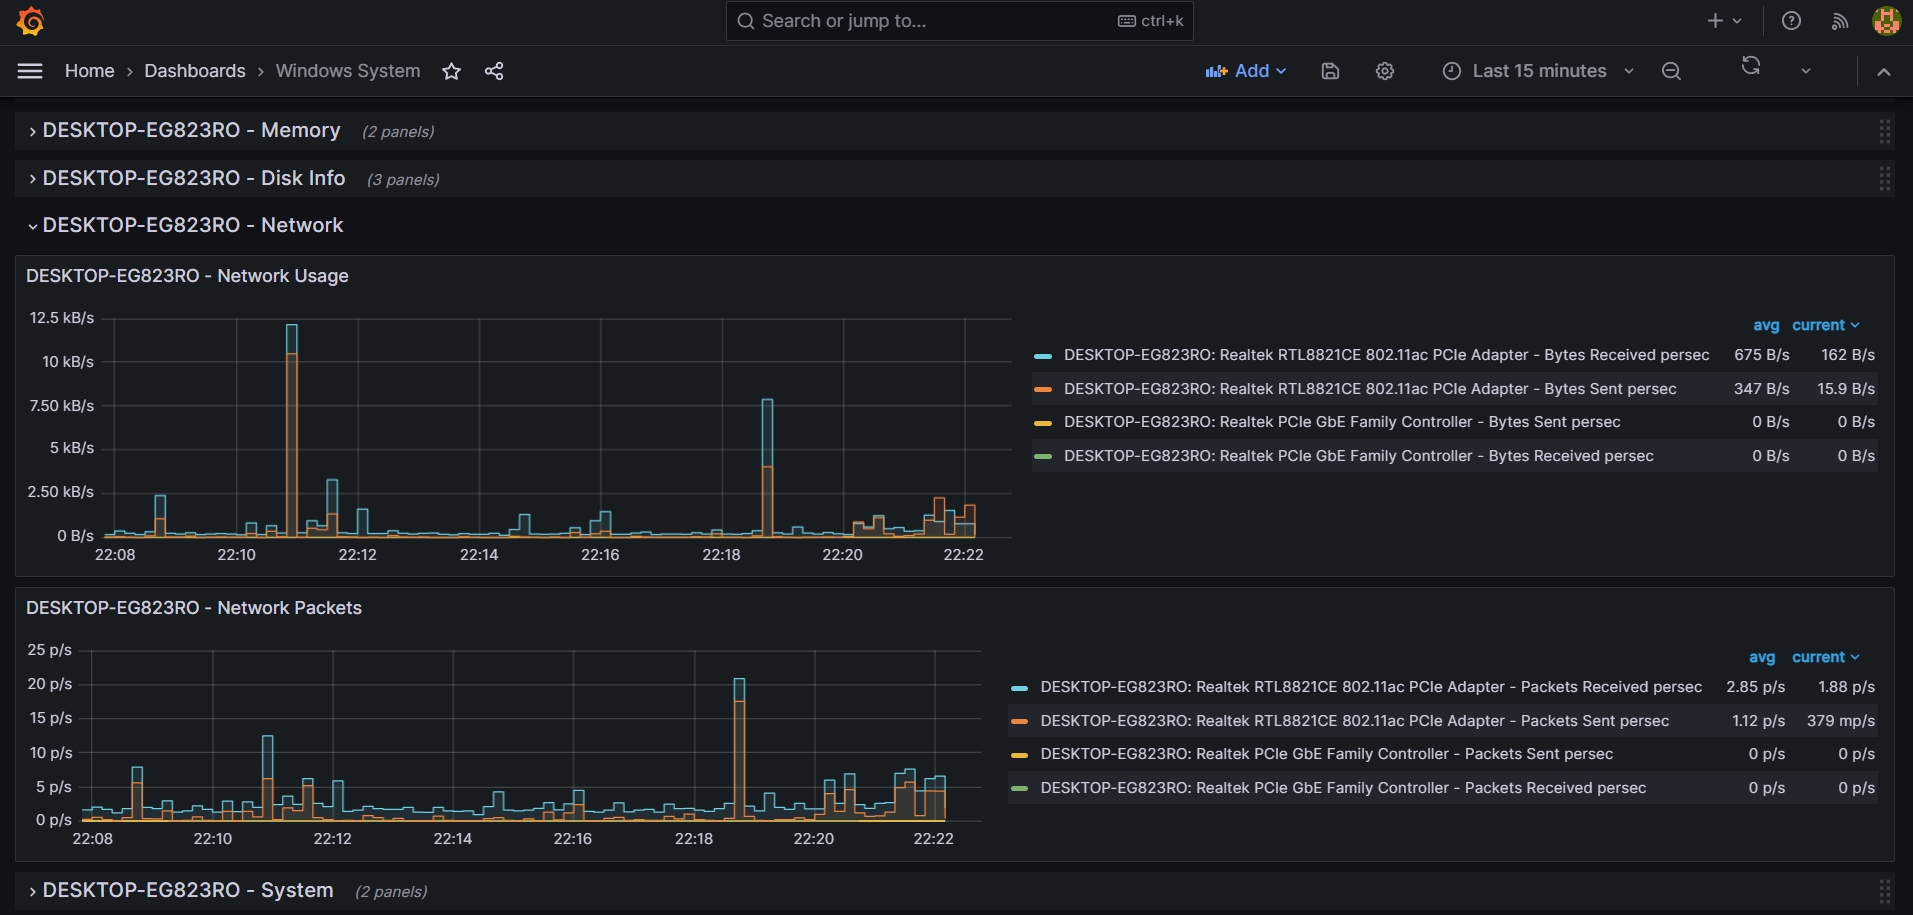 Search or jump to... ctrl+k
Home › Dashboards › Windows System Add Last 15 minutes
DESKTOP-EG823RO - Memory (2 panels)
DESKTOP-EG823RO - Disk Info (3 panels)
DESKTOP-EG823RO - Network
DESKTOP-EG823RO - Network Usage
12.5 kB/s
10 kB/s
7.50 kB/s
5 kB/s
2.50 kB/s
0 B/s
22:08 22:10 22:12 22:14 22:16 22:18 22:20 22:22
avg current
DESKTOP-EG823RO: Realtek RTL8821CE 802.11ac PCIe Adapter - Bytes Received persec 675 B/s 162 B/s
DESKTOP-EG823RO: Realtek RTL8821CE 802.11ac PCIe Adapter - Bytes Sent persec 347 B/s 15.9 B/s
DESKTOP-EG823RO: Realtek PCIe GbE Family Controller - Bytes Sent persec 0 B/s 0 B/s
DESKTOP-EG823RO: Realtek PCIe GbE Family Controller - Bytes Received persec 0 B/s 0 B/s
DESKTOP-EG823RO - Network Packets
25 p/s
20 p/s
15 p/s
10 p/s
5 p/s
0 p/s
22:08 22:10 22:12 22:14 22:16 22:18 22:20 22:22
avg current
DESKTOP-EG823RO: Realtek RTL8821CE 802.11ac PCIe Adapter - Packets Received persec 2.85 p/s 1.88 p/s
DESKTOP-EG823RO: Realtek RTL8821CE 802.11ac PCIe Adapter - Packets Sent persec 1.12 p/s 379 mp/s
DESKTOP-EG823RO: Realtek PCIe GbE Family Controller - Packets Sent persec 0 p/s 0 p/s
DESKTOP-EG823RO: Realtek PCIe GbE Family Controller - Packets Received persec 0 p/s 0 p/s
DESKTOP-EG823RO - System (2 panels)